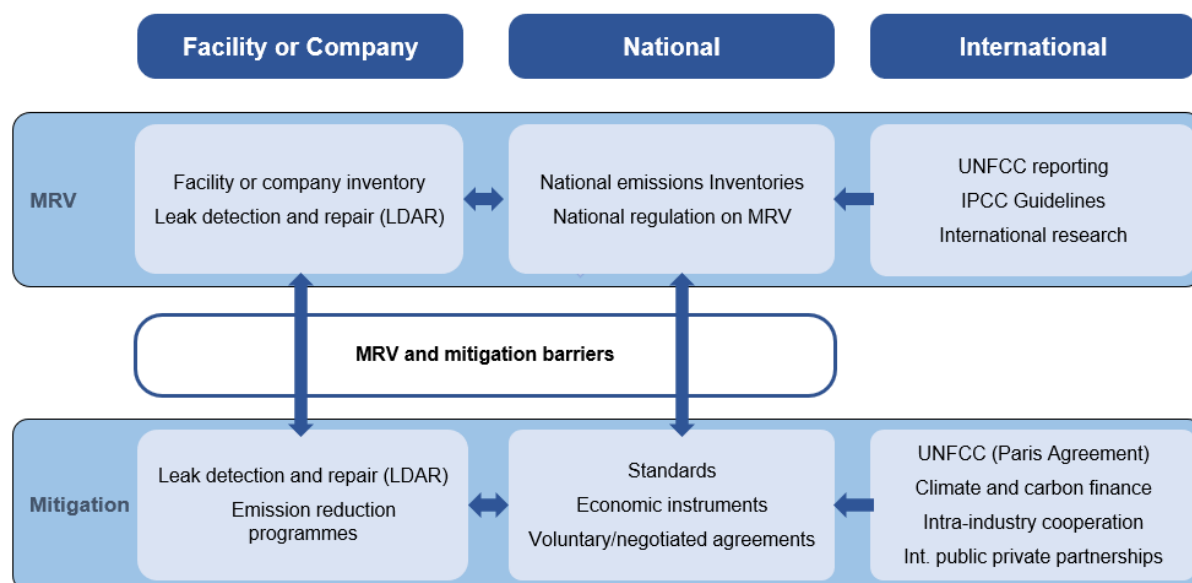 Facility or Company
National
International
MRV
Facility or company inventory
Leak detection and repair (LDAR)
National emissions Inventories
National regulation on MRV
UNFCC reporting
IPCC Guidelines
International research
MRV and mitigation barriers
Mitigation
Leak detection and repair (LDAR)
Emission reduction
programmes
Standards
Economic instruments
Voluntary/negotiated agreements
UNFCC (Paris Agreement)
Climate and carbon finance
Intra-industry cooperation
Int. public private partnerships